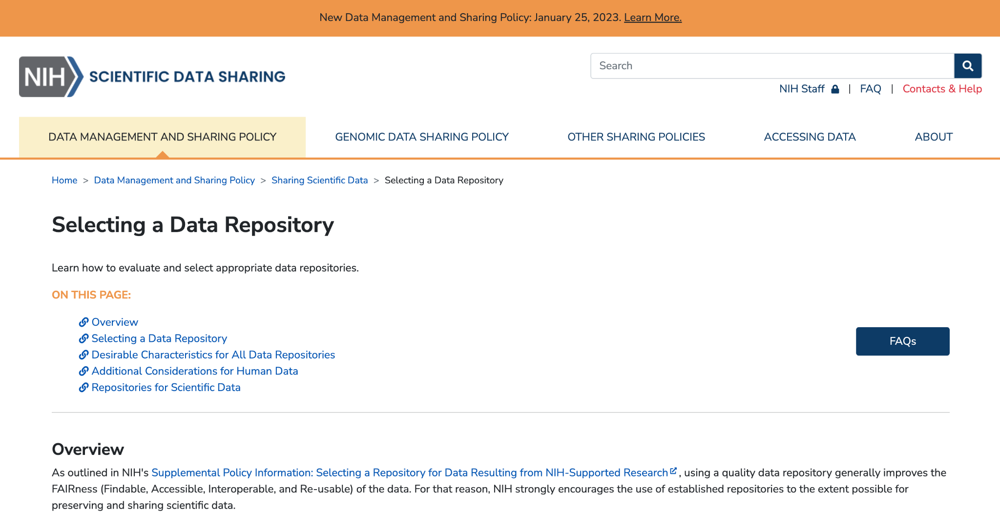 New Data Management and Sharing Policy: January 25, 2023. Learn More.
NIH SCIENTIFIC DATA SHARING
Search
NIH Staff | FAQ | Contacts & Help
DATA MANAGEMENT AND SHARING POLICY GENOMIC DATA SHARING POLICY OTHER SHARING POLICIES ACCESSING DATA ABOUT
Home > Data Management and Sharing Policy > Sharing Scientific Data > Selecting a Data Repository
Selecting a Data Repository
Learn how to evaluate and select appropriate data repositories.
ON THIS PAGE:
Overview
Selecting a Data Repository
Desirable Characteristics for All Data Repositories
Additional Considerations for Human Data
Repositories for Scientific Data
FAQs
Overview
As outlined in NIH's Supplemental Policy Information: Selecting a Repository for Data Resulting from NIH-Supported Research , using a quality data repository generally improves the
FAIRness (Findable, Accessible, Interoperable, and Re-usable) of the data. For that reason, NIH strongly encourages the use of established repositories to the extent possible for
preserving and sharing scientific data.